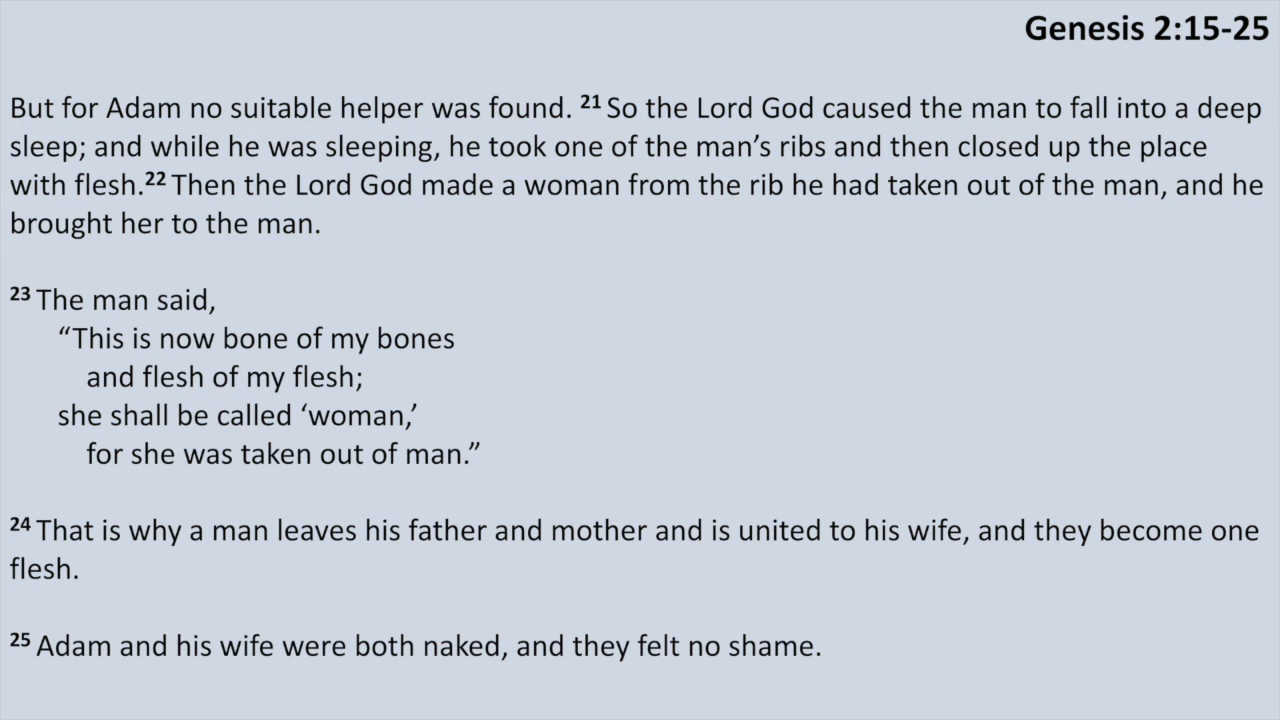 Genesis 2:15-25
But for Adam no suitable helper was found. 21 So the Lord God caused the man to fall into a deep
sleep; and while he was sleeping, he took one of the man’s ribs and then closed up the place
with flesh.22 Then the Lord God made a woman from the rib he had taken out of the man, and he
brought her to the man.
23 The man said,
“This is now bone of my bones
and flesh of my flesh;
she shall be called ‘woman,’
for she was taken out of man.”
24 That is why a man leaves his father and mother and is united to his wife, and they become one
flesh.
25 Adam and his wife were both naked, and they felt no shame.